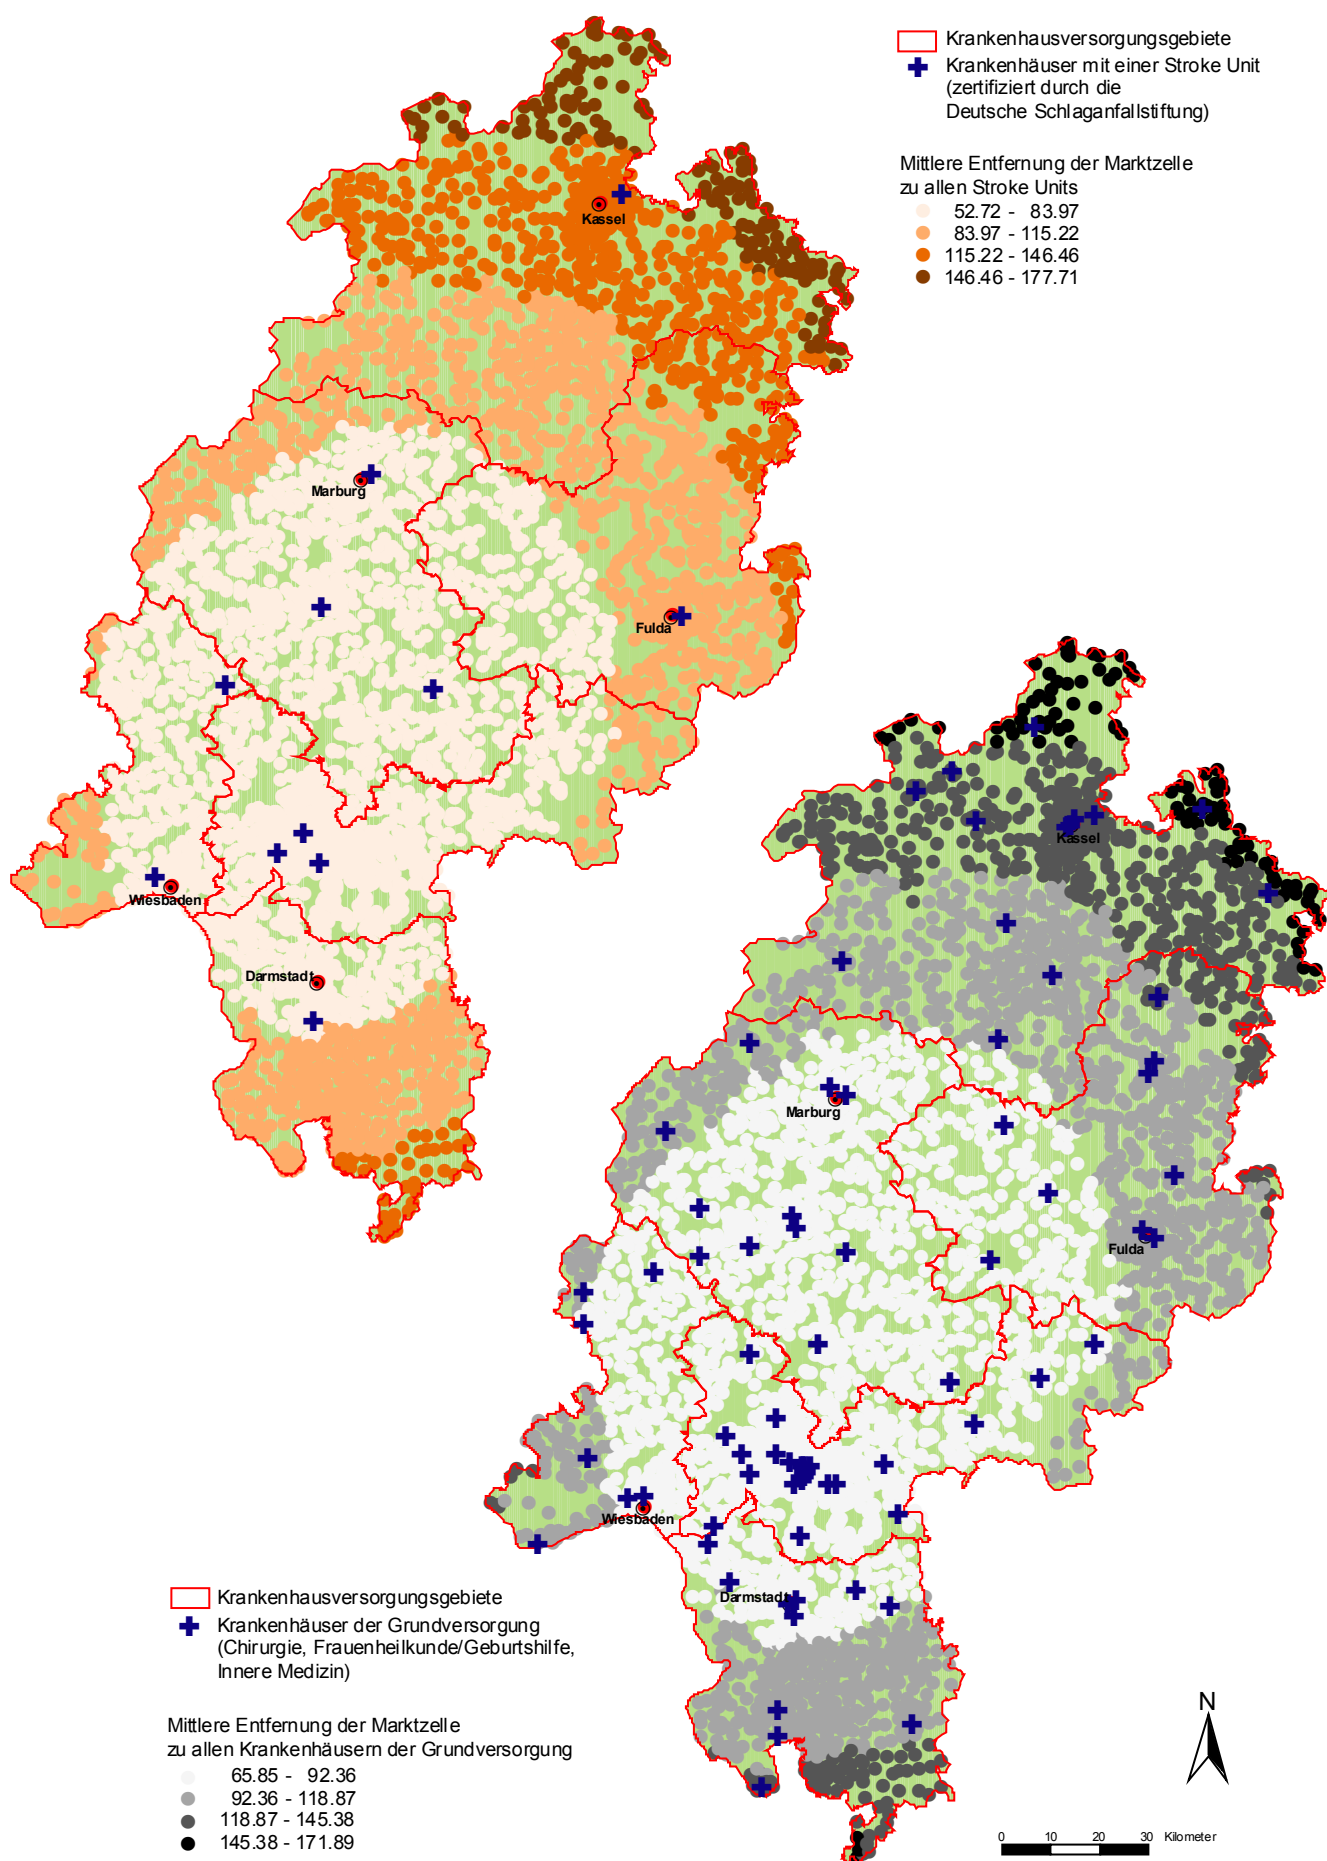 Krankenhausversorgungsgebiete
Krankenhäuser mit einer Stroke Unit
(zertifiziert durch die
Deutsche Schlaganfallstiftung)
Mittlere Entfernung der Marktzelle
zu allen Stroke Units
52.72 - 83.97
83.97 - 115.22
115.22 - 146.46
146.46 - 177.71
Kassel
Marburg
Fulda
Wiesbaden
Darmstadt
Kassel
Marburg
Fulda
Wiesbaden
Darmstadt
Krankenhausversorgungsgebiete
Krankenhäuser der Grundversorgung
(Chirurgie, Frauenheilkunde/Geburtshilfe,
Innere Medizin)
Mittlere Entfernung der Marktzelle
zu allen Krankenhäusern der Grundversorgung
65.85 - 92.36
92.36 - 118.87
118.87 - 145.38
145.38 - 171.89
N
0 10 20 30 Kilometer